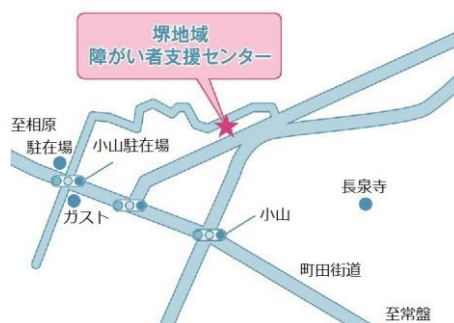 堺地域
障がい者支援センター
至相原
駐在場
小山駐在場
ガスト
小山
長泉寺
町田街道
至常盤